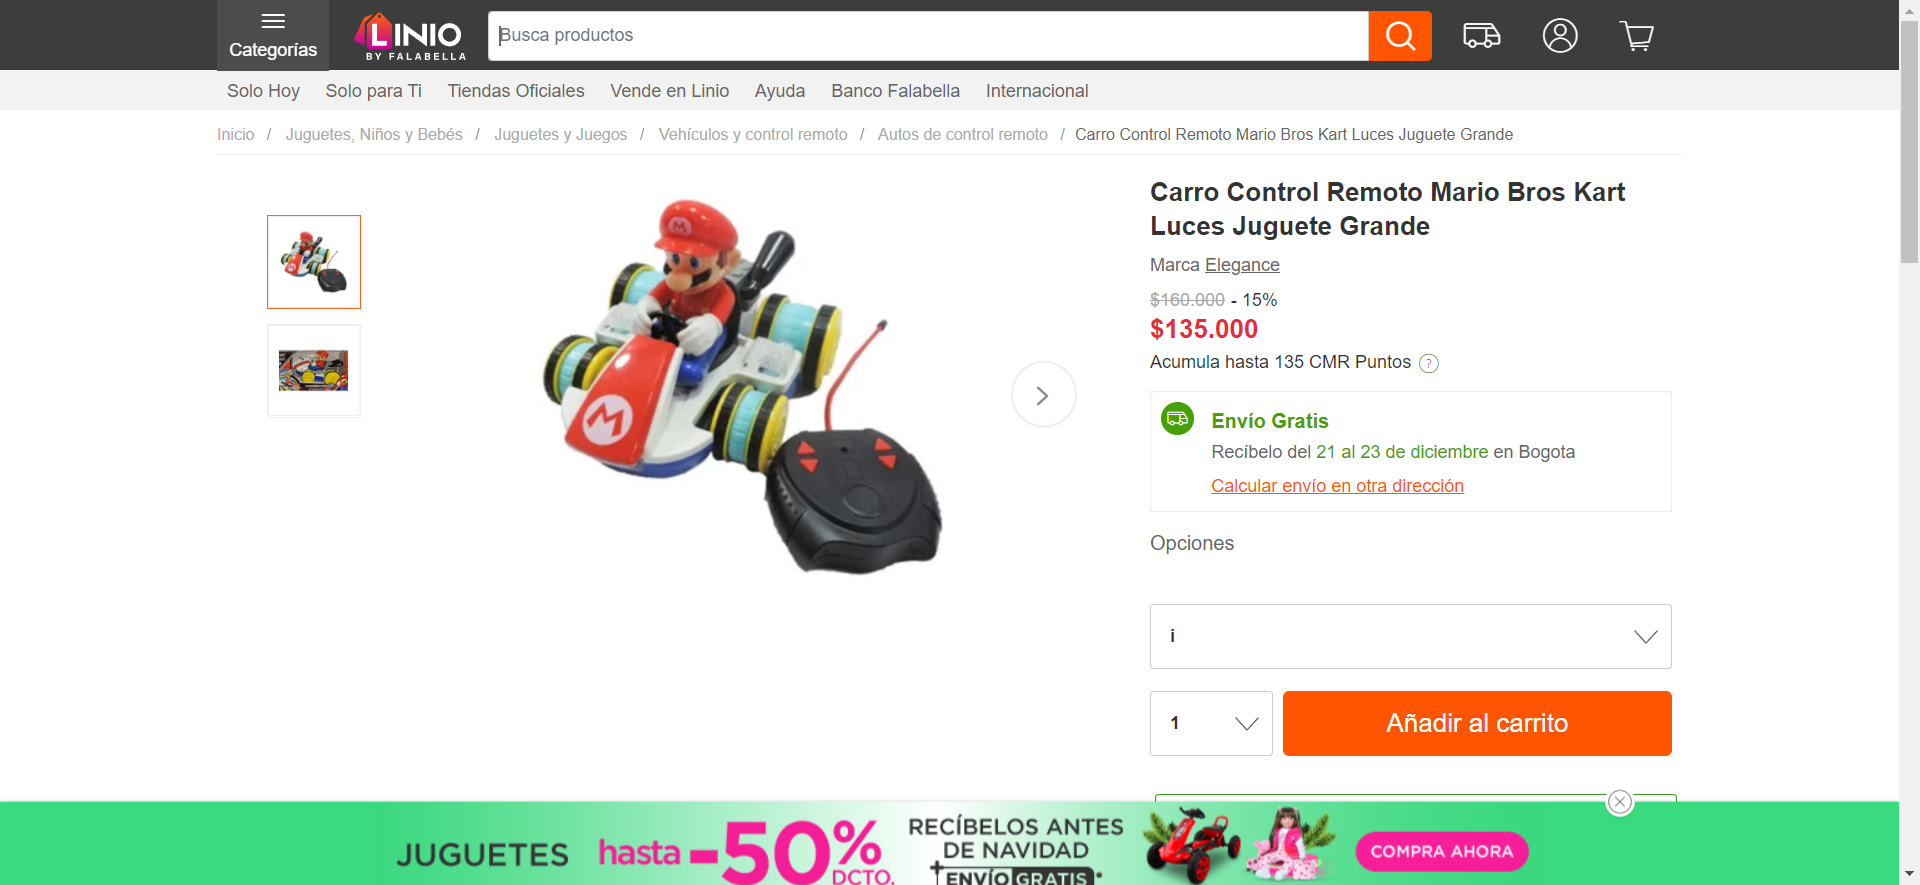 Categorías
LINIO
BY FALABELLA
Busca productos
Solo Hoy Solo para Ti Tiendas Oficiales Vende en Linio Ayuda Banco Falabella Internacional
Inicio / Juguetes, Niños y Bebés / Juguetes y Juegos / Vehículos y control remoto / Autos de control remoto / Carro Control Remoto Mario Bros Kart Luces Juguete Grande
Carro Control Remoto Mario Bros Kart
Luces Juguete Grande
Marca Elegance
$160.000 - 15%
$135.000
Acumula hasta 135 CMR Puntos ?
Envío Gratis
Recíbelo del 21 al 23 de diciembre en Bogota
Calcular envío en otra dirección
Opciones
i
1
Añadir al carrito
M
M
JUGUETES hasta -50% DCTO.
RECÍBELOS ANTES
DE NAVIDAD
+ENVÍO GRATIS*
COMPRA AHORA